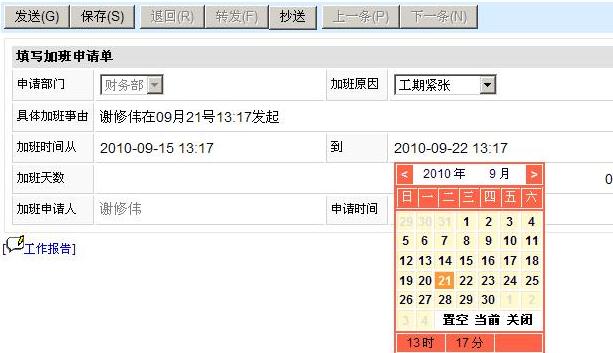 发送(G) 保存(S) 退回(R) 转发(F) 抄送 上一条(P) 下一条(N)
填写加班申请单
申请部门 财务部 加班原因 工期紧张
具体加班事由 谢修伟在09月21号13:17发起
加班时间从 2010-09-15 13:17 到 2010-09-22 13:17
加班天数 0
加班申请人 谢修伟 申请时间
[工作报告]
< 2010 年 9 月 >
日 一 二 三 四 五 六
29 30 31 1 2 3 4
5 6 7 8 9 10 11
12 13 14 15 16 17 18
19 20 21 22 23 24 25
26 27 28 29 30 1 2
3 4 置空 当前 关闭
13 时 17 分